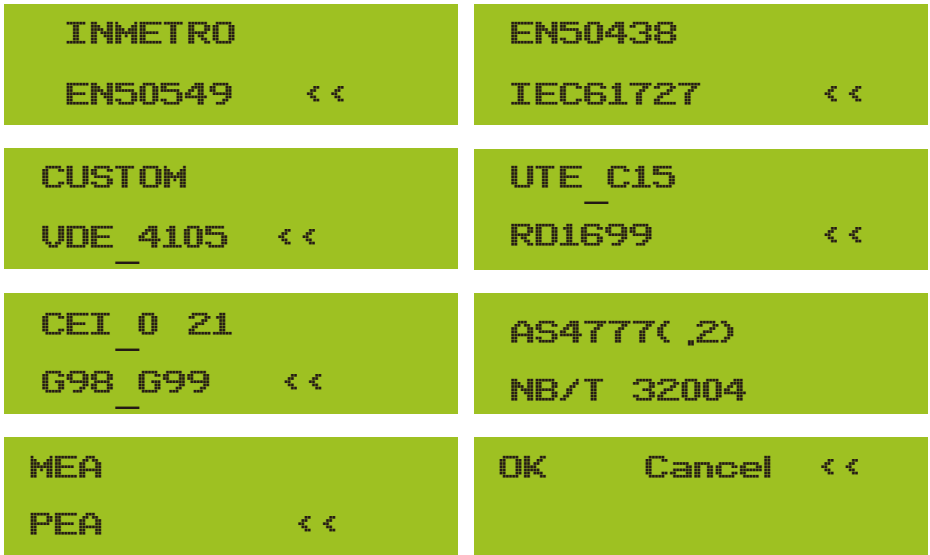 INMETRO
EN50549 <<
EN50438
IEC61727 <<
CUSTOM
VDE_4105 <<
UTE_C15
RD1699 <<
CEI_0 21
G98_G99 <<
AS4777( .2)
NB/T 32004
MEA
PEA <<
OK Cancel <<